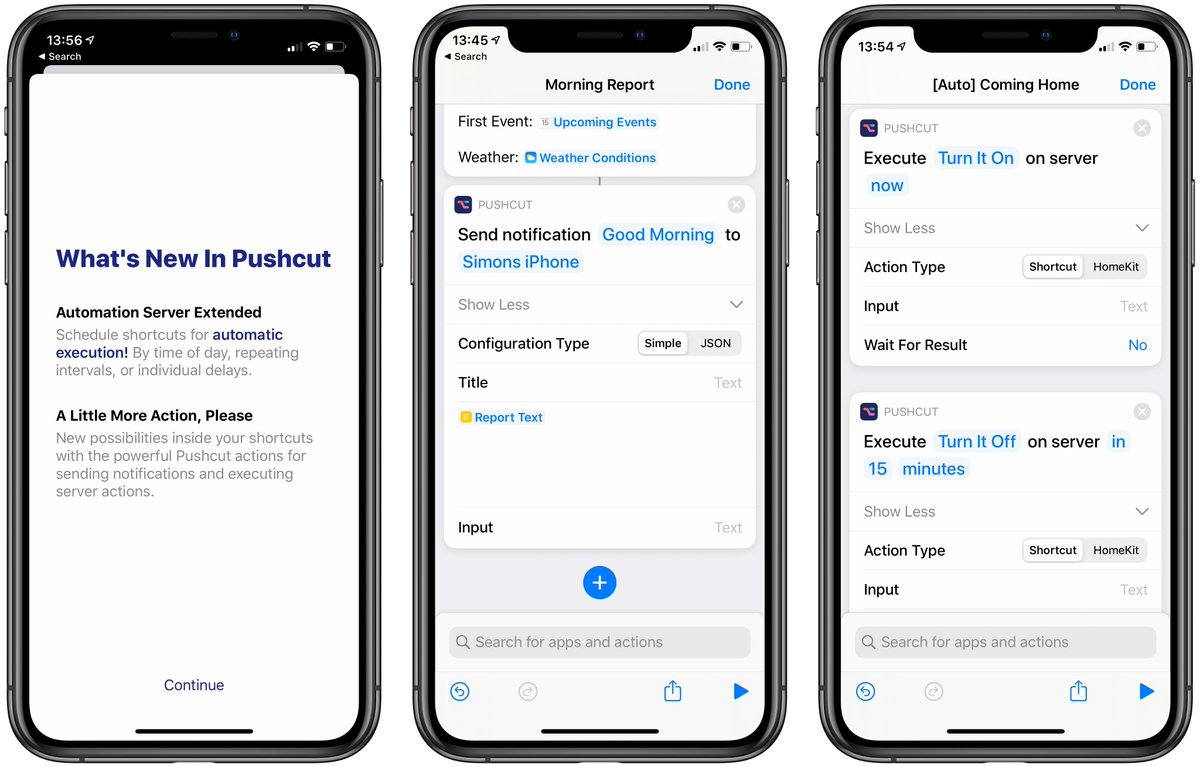 13:56
◀ Search
What's New In Pushcut
Automation Server Extended
Schedule shortcuts for automatic
execution! By time of day, repeating
intervals, or individual delays.
A Little More Action, Please
New possibilities inside your shortcuts
with the powerful Pushcut actions for
sending notifications and executing
server actions.
Continue
13:45
◀ Search
Morning Report
Done
First Event: 15 Upcoming Events
Weather: Weather Conditions
PUSHCUT
Send notification Good Morning to
Simons iPhone
Show Less
Configuration Type Simple JSON
Title Text
Report Text
Input Text
Search for apps and actions
13:54
[Auto] Coming Home
Done
PUSHCUT
Execute Turn It On on server
now
Show Less
Action Type Shortcut HomeKit
Input Text
Wait For Result No
PUSHCUT
Execute Turn It Off on server in
15 minutes
Show Less
Action Type Shortcut HomeKit
Input Text
Search for apps and actions